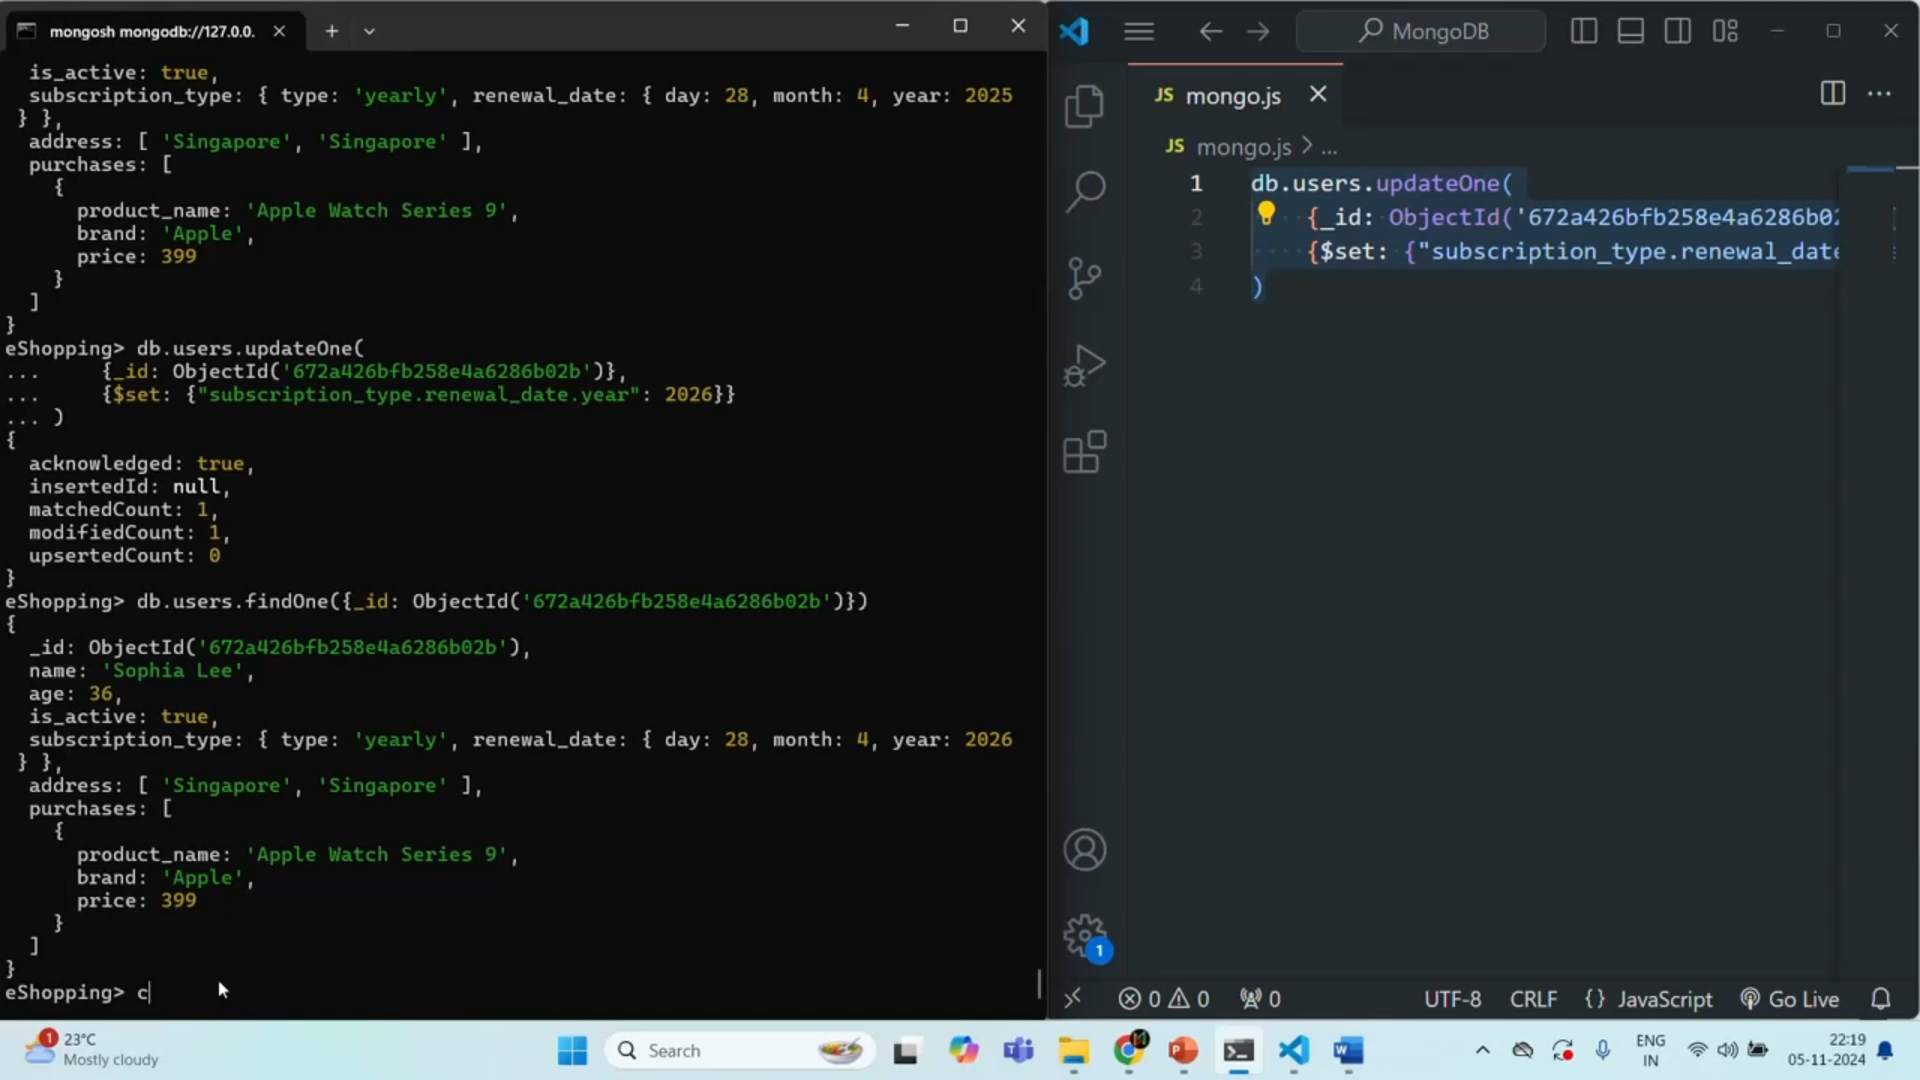 mongosh mongodb://127.0.0.
is_active: true,
subscription_type: { type: 'yearly', renewal_date: { day: 28, month: 4, year: 2025
} },
address: [ 'Singapore', 'Singapore' ],
purchases: [
{
product_name: 'Apple Watch Series 9',
brand: 'Apple',
price: 399
}
]
}
eShopping> db.users.updateOne(
... {_id: ObjectId('672a426bfb258e4a6286b02b')},
... {$set: {"subscription_type.renewal_date.year": 2026}}
... )
{
acknowledged: true,
insertedId: null,
matchedCount: 1,
modifiedCount: 1,
upsertedCount: 0
}
eShopping> db.users.findOne({_id: ObjectId('672a426bfb258e4a6286b02b')})
{
_id: ObjectId('672a426bfb258e4a6286b02b'),
name: 'Sophia Lee',
age: 36,
is_active: true,
subscription_type: { type: 'yearly', renewal_date: { day: 28, month: 4, year: 2026
} },
address: [ 'Singapore', 'Singapore' ],
purchases: [
{
product_name: 'Apple Watch Series 9',
brand: 'Apple',
price: 399
}
]
}
eShopping> c
MongoDB
JS mongo.js
JS mongo.js > ...
1 db.users.updateOne(
2 {_id: ObjectId('672a426bfb258e4a6286b02
3 {$set: {"subscription_type.renewal_date
4 )
1
0 0 0 UTF-8 CRLF {} JavaScript Go Live
1 23°C
Mostly cloudy
Search
ENG
IN
22:19
05-11-2024